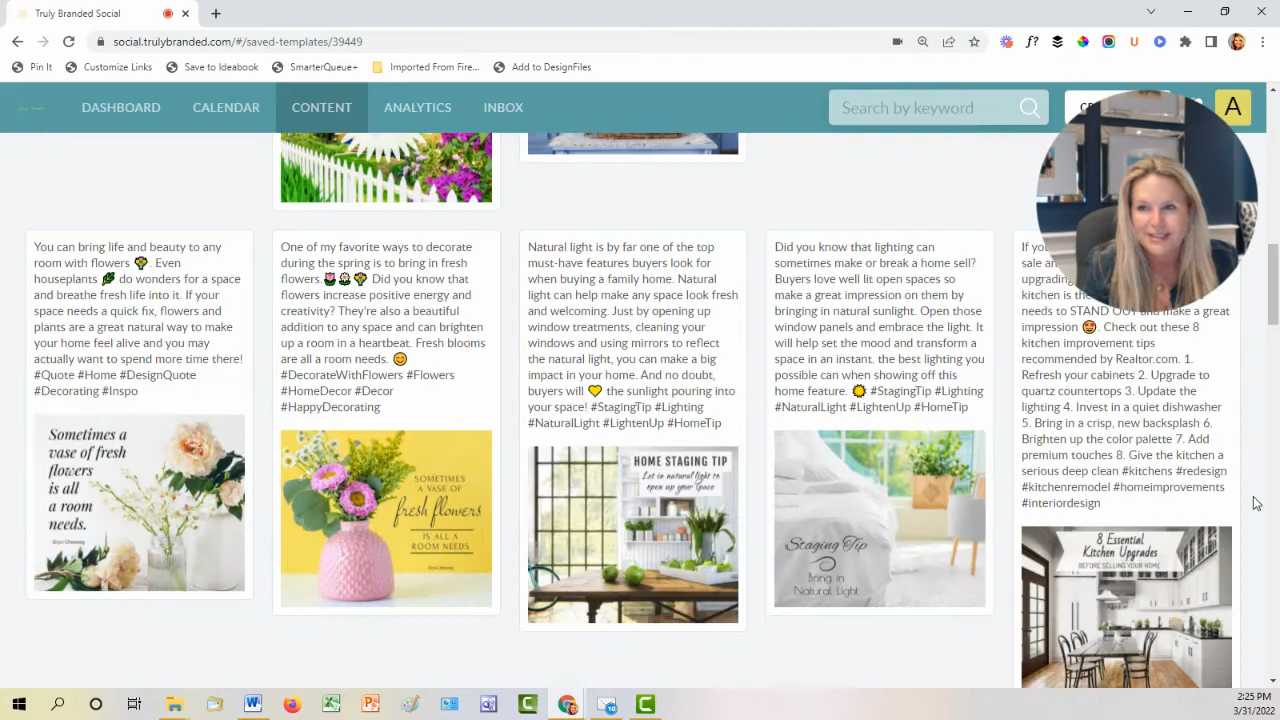 Truly Branded Social
social.trulybranded.com/#/saved-templates/39449
Pin It Customize Links Save to Ideabook SmarterQueue+ Imported From Fire... Add to DesignFiles
DASHBOARD CALENDAR CONTENT ANALYTICS INBOX Search by keyword A
You can bring life and beauty to any
room with flowers 💐. Even
houseplants 🌿 do wonders for a space
and breathe fresh life into it. If your
space needs a quick fix, flowers and
plants are a great natural way to make
your home feel alive and you may
actually want to spend more time there!
#Quote #Home #DesignQuote
#Decorating #Inspo
Sometimes a
vase of fresh
flowers
is all
a room
needs.
One of my favorite ways to decorate
during the spring is to bring in fresh
flowers.🌷🌼💐 Did you know that
flowers increase positive energy and
creativity? They're also a beautiful
addition to any space and can brighten
up a room in a heartbeat. Fresh blooms
are all a room needs. 😊
#DecorateWithFlowers #Flowers
#HomeDecor #Decor
#HappyDecorating
SOMETIMES
A VASE OF
fresh flowers
IS ALL A
ROOM NEEDS
Natural light is by far one of the top
must-have features buyers look for
when buying a family home. Natural
light can help make any space look fresh
and welcoming. Just by opening up
window treatments, cleaning your
windows and using mirrors to reflect
the natural light, you can make a big
impact in your home. And no doubt,
buyers will 💛 the sunlight pouring into
your space! #StagingTip #Lighting
#NaturalLight #LightenUp #HomeTip
HOME STAGING TIP
Let in natural light to
open up your space
Did you know that lighting can
sometimes make or break a home sell?
Buyers love well lit open spaces so
make a great impression on them by
bringing in natural sunlight. Open those
window panels and embrace the light. It
will help set the mood and transform a
space in an instant. the best lighting you
possible can when showing off this
home feature. 🌞 #StagingTip #Lighting
#NaturalLight #LightenUp #HomeTip
Staging Tip
Bring in
Natural Light
If you
sale an
upgrading
kitchen is the
needs to STAND OUT and make a great
impression 🤩. Check out these 8
kitchen improvement tips
recommended by Realtor.com. 1.
Refresh your cabinets 2. Upgrade to
quartz countertops 3. Update the
lighting 4. Invest in a quiet dishwasher
5. Bring in a crisp, new backsplash 6.
Brighten up the color palette 7. Add
premium touches 8. Give the kitchen a
serious deep clean #kitchens #redesign
#kitchenremodel #homeimprovements
#interiordesign
8 Essential
Kitchen Upgrades
BEFORE SELLING YOUR HOME
16
2:25 PM
3/31/2022